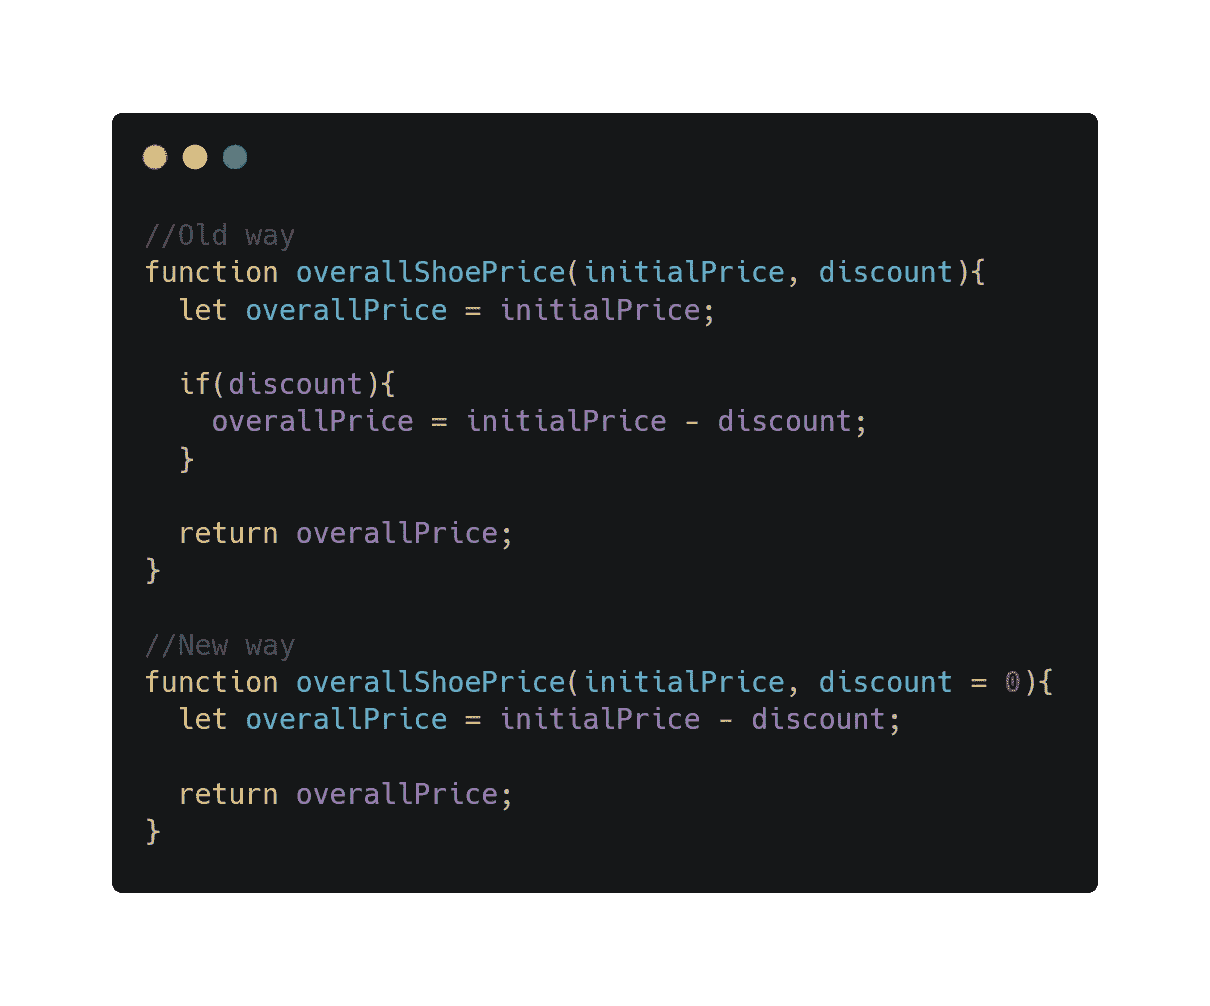 //Old way
function overallShoePrice(initialPrice, discount){
  let overallPrice = initialPrice;

  if(discount){
    overallPrice = initialPrice - discount;
  }

  return overallPrice;
}

//New way
function overallShoePrice(initialPrice, discount = 0){
  let overallPrice = initialPrice - discount;

  return overallPrice;
}